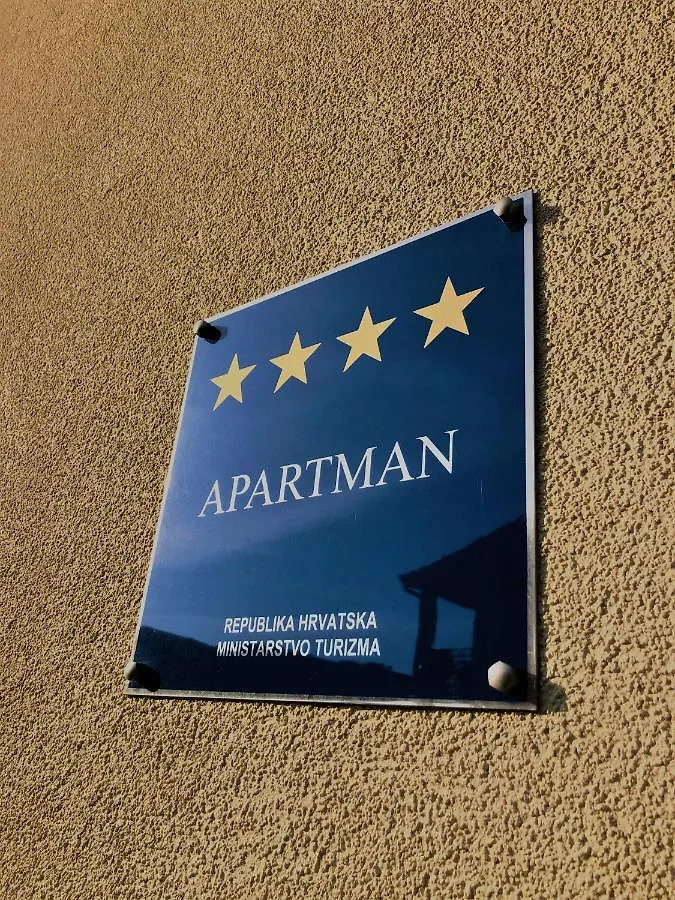 APARTMAN
REPUBLIKA HRVATSKA
MINISTARSTVO TURIZMA